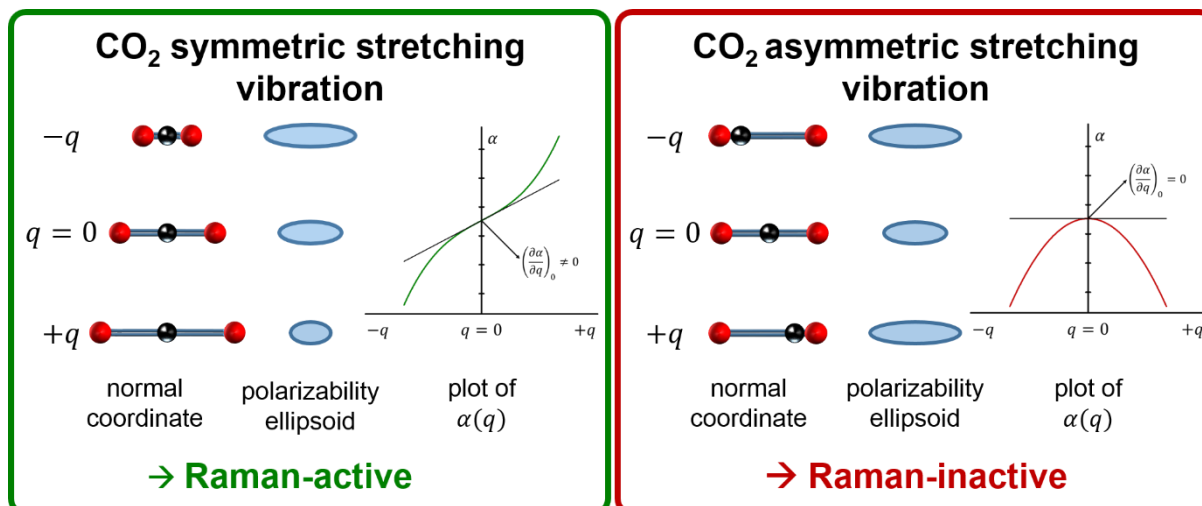 CO₂ symmetric stretching
vibration
−q
q = 0
+q
α
(∂α/∂q)₀ ≠ 0
−q
q = 0
+q
normal
coordinate
polarizability
ellipsoid
plot of
α(q)
→ Raman-active
CO₂ asymmetric stretching
vibration
−q
q = 0
+q
α
(∂α/∂q)₀ = 0
−q
q = 0
+q
normal
coordinate
polarizability
ellipsoid
plot of
α(q)
→ Raman-inactive